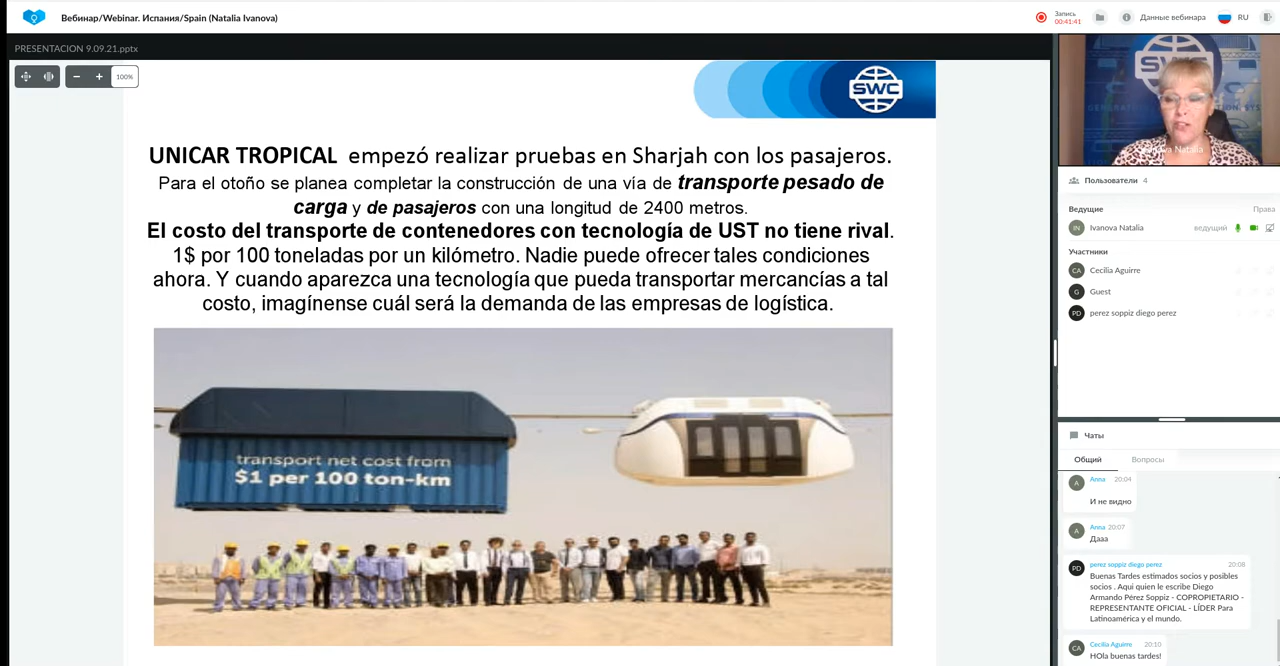 Вебинар/Webinar. Испания/Spain (Natalia Ivanova)
Запись
00:41:41
Данные вебинара
RU
PRESENTACION 9.09.21.pptx
100%
SWC
UNICAR TROPICAL empezó realizar pruebas en Sharjah con los pasajeros.
Para el otoño se planea completar la construcción de una vía de transporte pesado de
carga y de pasajeros con una longitud de 2400 metros.
El costo del transporte de contenedores con tecnología de UST no tiene rival.
1$ por 100 toneladas por un kilómetro. Nadie puede ofrecer tales condiciones
ahora. Y cuando aparezca una tecnología que pueda transportar mercancías a tal
costo, imagínense cuál será la demanda de las empresas de logística.
transport net cost from
$1 per 100 ton-km
SWC
Natalia
Пользователи 4
Ведущие Права
IN Ivanova Natalia ведущий
Участники
CA Cecilia Aguirre
G Guest
PD perez soppiz diego perez
Чаты
Общий Вопросы
A Anna 20:04
И не видно
A Anna 20:07
Дааа
PD perez soppiz diego perez 20:08
Buenas Tardes estimados socios y posibles
socios . Aqui quien le escribe Diego
Armando Pérez Soppiz - COPROPIETARIO -
REPRESENTANTE OFICIAL - LÍDER Para
Latinoamérica y el mundo.
CA Cecilia Aguirre 20:10
HOla buenas tardes!